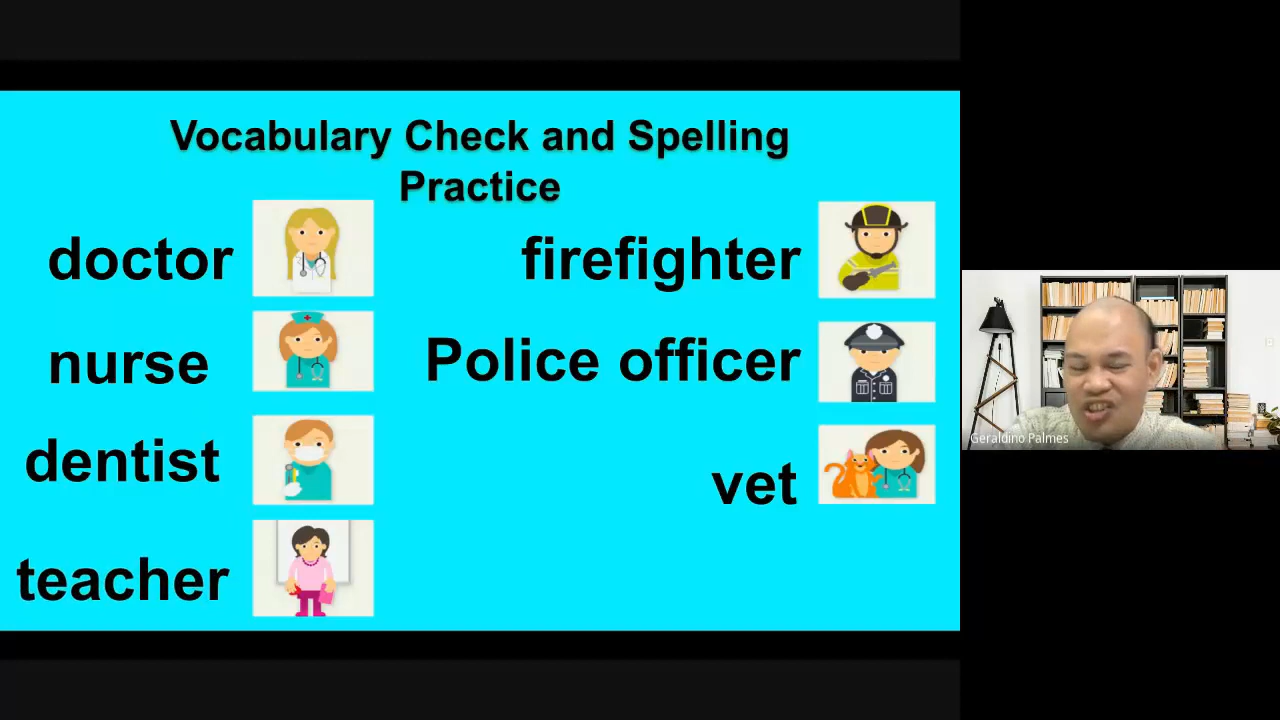 Vocabulary Check and Spelling
Practice
doctor
firefighter
nurse
Police officer
dentist
vet
teacher
Geraldino Palmes